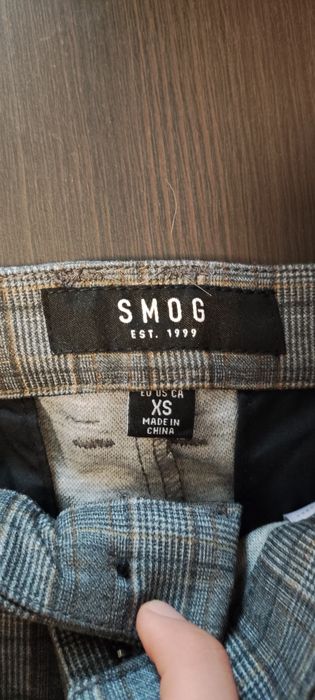 SMOG
EST. 1999
EU US CA
XS
MADE IN
CHINA